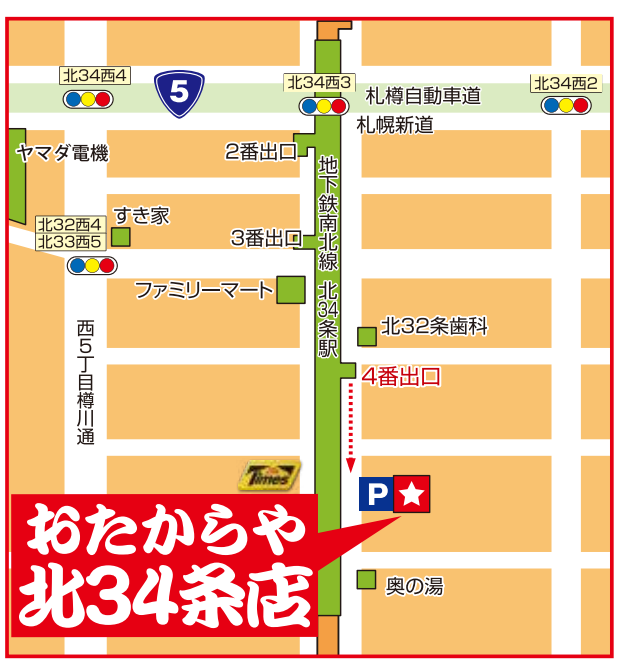 北34西4
5
北34西3
北34西2
札樽自動車道
札幌新道
ヤマダ電機
2番出口
地下鉄南北線 北34条駅
すき家
北32西4
北33西5
3番出口
ファミリーマート
北32条歯科
西5丁目樽川通
4番出口
Times
P
おたからや
北34条店
奥の湯